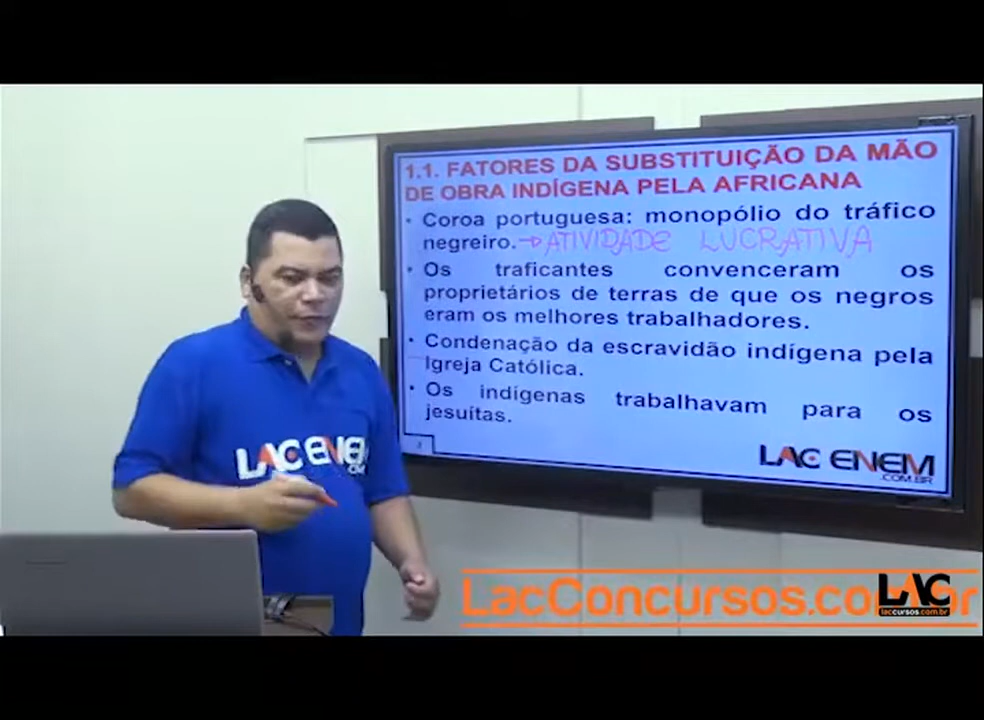 1.1. FATORES DA SUBSTITUIÇÃO DA MÃO
DE OBRA INDÍGENA PELA AFRICANA
• Coroa portuguesa: monopólio do tráfico
negreiro. → ATIVIDADE LUCRATIVA
• Os traficantes convenceram os
proprietários de terras de que os negros
eram os melhores trabalhadores.
• Condenação da escravidão indígena pela
Igreja Católica.
• Os indígenas trabalhavam para os
jesuítas.
LAC ENEM
.COM.BR
LAC ENEM
.COM
LacConcursos.com.br
LAC
laccursos.com.br